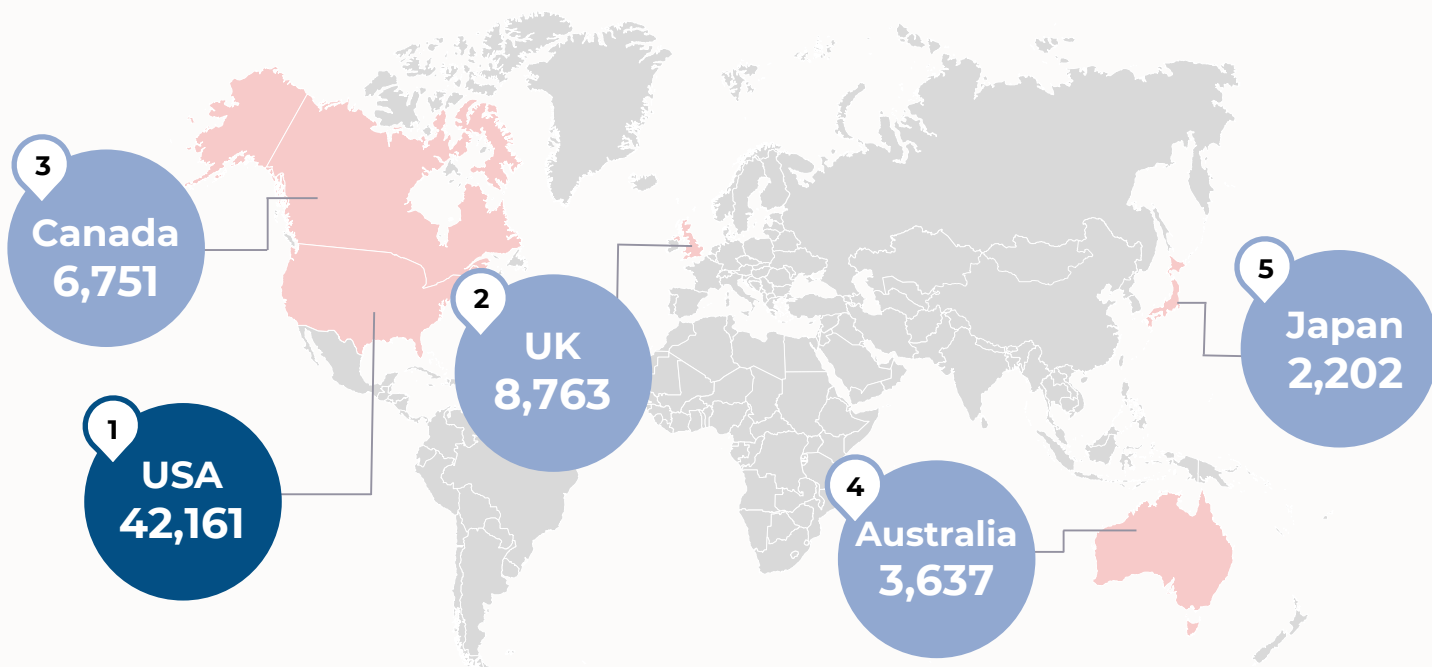 1
USA
42,161
2
UK
8,763
3
Canada
6,751
4
Australia
3,637
5
Japan
2,202